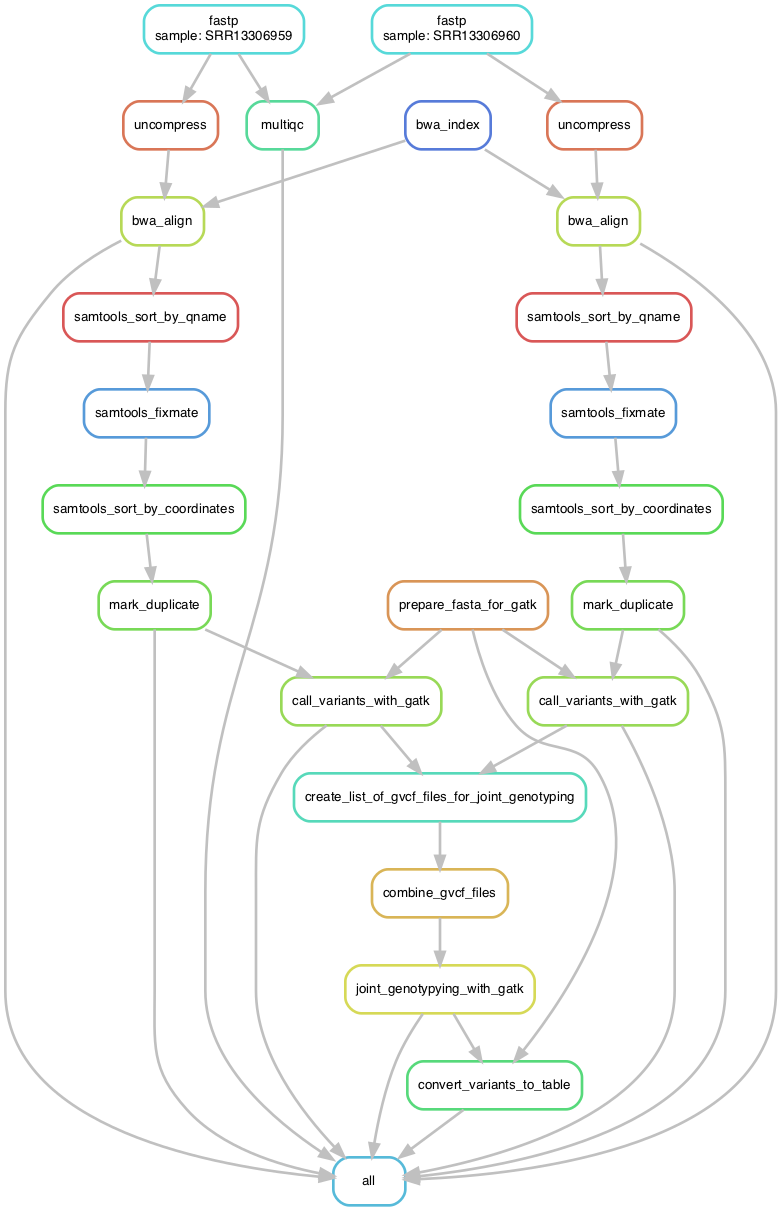 fastp
sample: SRR13306959
fastp
sample: SRR13306960
uncompress
multiqc
bwa_index
uncompress
bwa_align
bwa_align
samtools_sort_by_qname
samtools_sort_by_qname
samtools_fixmate
samtools_fixmate
samtools_sort_by_coordinates
samtools_sort_by_coordinates
mark_duplicate
prepare_fasta_for_gatk
mark_duplicate
call_variants_with_gatk
call_variants_with_gatk
create_list_of_gvcf_files_for_joint_genotyping
combine_gvcf_files
joint_genotypying_with_gatk
convert_variants_to_table
all